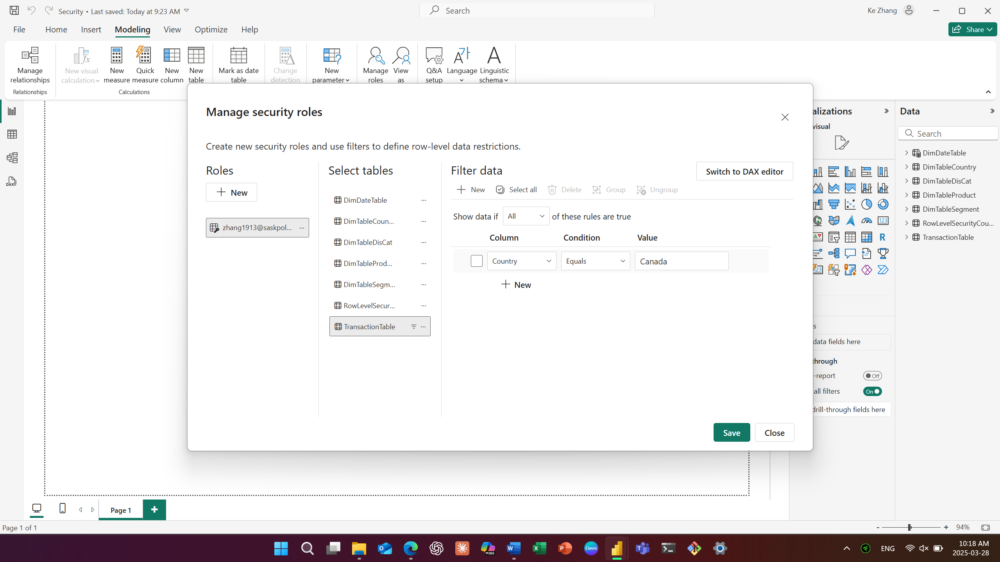 Security • Last saved: Today at 9:23 AM
Search
Ke Zhang
File
Home
Insert
Modeling
View
Optimize
Help
Share
Manage relationships
New visual calculation
New measure
Quick measure
New column
New table
Mark as date table
Change detection
New parameter
Manage roles
View as
Q&A setup
Language
Linguistic schema
Relationships
Calculations
Manage security roles
Create new security roles and use filters to define row-level data restrictions.
Roles
New
zhang1913@saskpol...
Select tables
DimDateTable
DimTableCoun...
DimTableDisCat
DimTableProd...
DimTableSegm...
RowLevelSecur...
TransactionTable
Filter data
Switch to DAX editor
New
Select all
Delete
Group
Ungroup
Show data if All of these rules are true
Column
Condition
Value
Country
Equals
Canada
New
Save
Close
alizations
visual
123
R
123
s
data fields here
through
-report
Off
all filters
On
drill-through fields here
Data
Search
DimDateTable
DimTableCountry
DimTableDisCat
DimTableProduct
DimTableSegment
RowLevelSecurityCou...
TransactionTable
DAX
Page 1
Page 1 of 1
- + 94%
M365
Canva
ENG
10:18 AM
2025-03-28